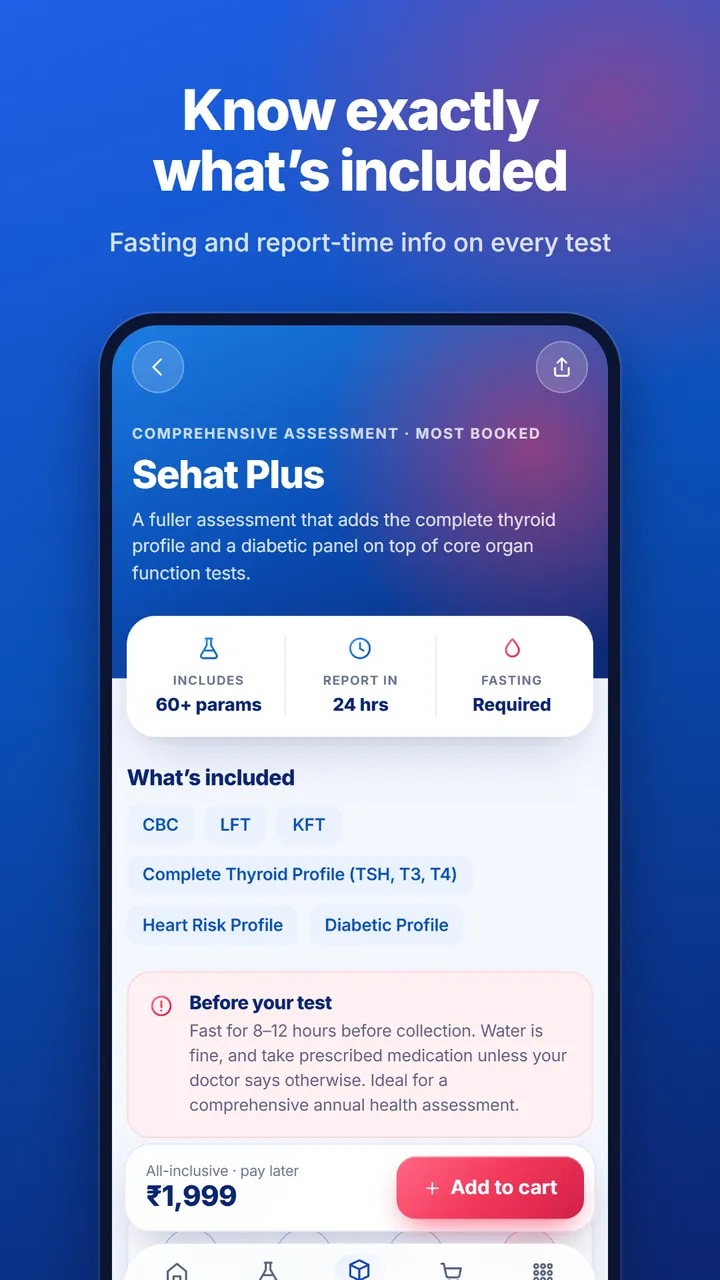 Know exactly
what’s included
Fasting and report-time info on every test
COMPREHENSIVE ASSESSMENT · MOST BOOKED
Sehat Plus
A fuller assessment that adds the complete thyroid
profile and a diabetic panel on top of core organ
function tests.
INCLUDES
60+ params
REPORT IN
24 hrs
FASTING
Required
What’s included
CBC
LFT
KFT
Complete Thyroid Profile (TSH, T3, T4)
Heart Risk Profile
Diabetic Profile
Before your test
Fast for 8–12 hours before collection. Water is
fine, and take prescribed medication unless your
doctor says otherwise. Ideal for a
comprehensive annual health assessment.
All-inclusive · pay later
₹1,999
+ Add to cart